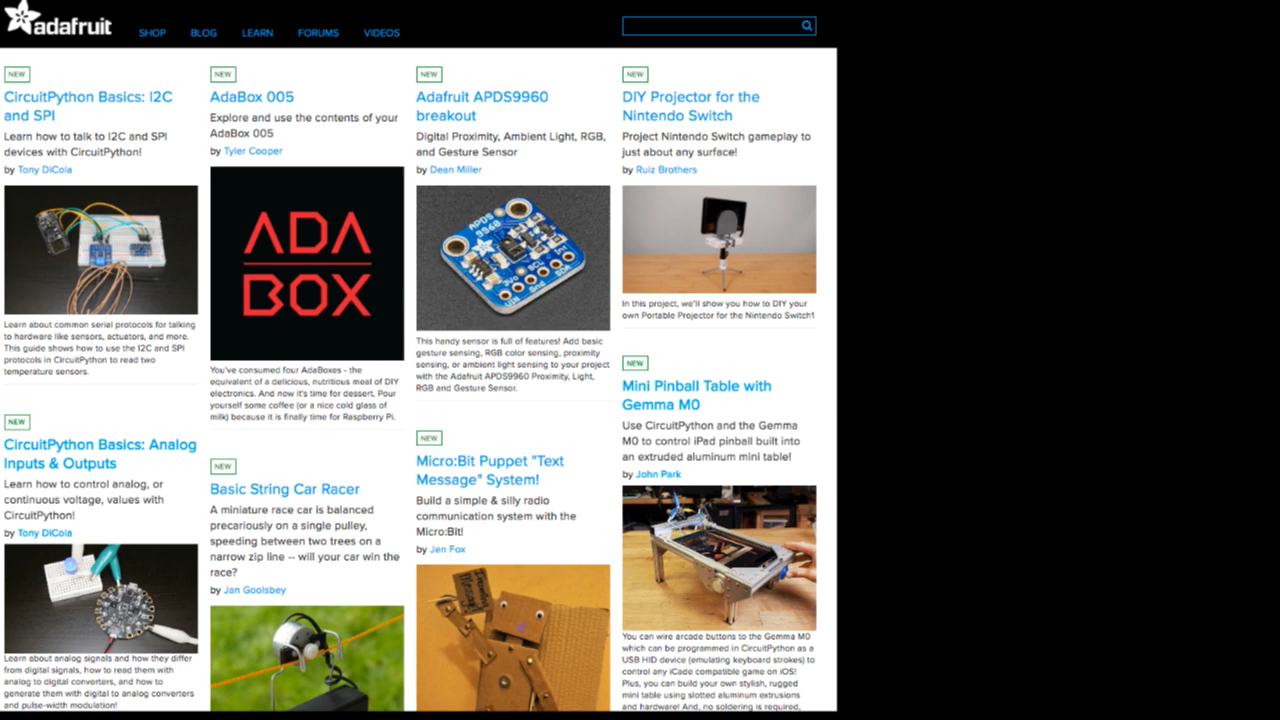 adafruit
SHOP BLOG LEARN FORUMS VIDEOS
NEW
CircuitPython Basics: I2C
and SPI
Learn how to talk to I2C and SPI
devices with CircuitPython!
by Tony DiCola
Learn about common serial protocols for talking
to hardware like sensors, actuators, and more.
This guide shows how to use the I2C and SPI
protocols in CircuitPython to read two
temperature sensors.
NEW
CircuitPython Basics: Analog
Inputs & Outputs
Learn how to control analog, or
continuous voltage, values with
CircuitPython!
by Tony DiCola
Learn about analog signals and how they differ
from digital signals, how to read them with
analog to digital converters, and how to
generate them with digital to analog converters
and pulse-width modulation!
NEW
AdaBox 005
Explore and use the contents of your
AdaBox 005
by Tyler Cooper
ADA
BOX
You've consumed four AdaBoxes - the
equivalent of a delicious, nutritious meal of DIY
electronics. And now it's time for dessert. Pour
yourself some coffee (or a nice cold glass of
milk) because it is finally time for Raspberry Pi.
NEW
Basic String Car Racer
A miniature race car is balanced
precariously on a single pulley,
speeding between two trees on a
narrow zip line -- will your car win the
race?
by Jan Goolsbey
NEW
Adafruit APDS9960
breakout
Digital Proximity, Ambient Light, RGB,
and Gesture Sensor
by Dean Miller
APDS
9960
Vin
Gnd
SCL
SDA
Int
This handy sensor is full of features! Add basic
gesture sensing, RGB color sensing, proximity
sensing, or ambient light sensing to your project
with the Adafruit APDS9960 Proximity, Light,
RGB and Gesture Sensor.
NEW
Micro:Bit Puppet "Text
Message" System!
Build a simple & silly radio
communication system with the
Micro:Bit!
by Jen Fox
NEW
DIY Projector for the
Nintendo Switch
Project Nintendo Switch gameplay to
just about any surface!
by Ruiz Brothers
In this project, we'll show you how to DIY your
own Portable Projector for the Nintendo Switch!
NEW
Mini Pinball Table with
Gemma M0
Use CircuitPython and the Gemma
M0 to control iPad pinball built into
an extruded aluminum mini table!
by John Park
You can wire arcade buttons to the Gemma M0
which can be programmed in CircuitPython as a
USB HID device (emulating keyboard strokes) to
control any iCade compatible game on iOS!
Plus, you can build your own stylish, rugged
mini table using slotted aluminum extrusions
and hardware! And, no soldering is required,